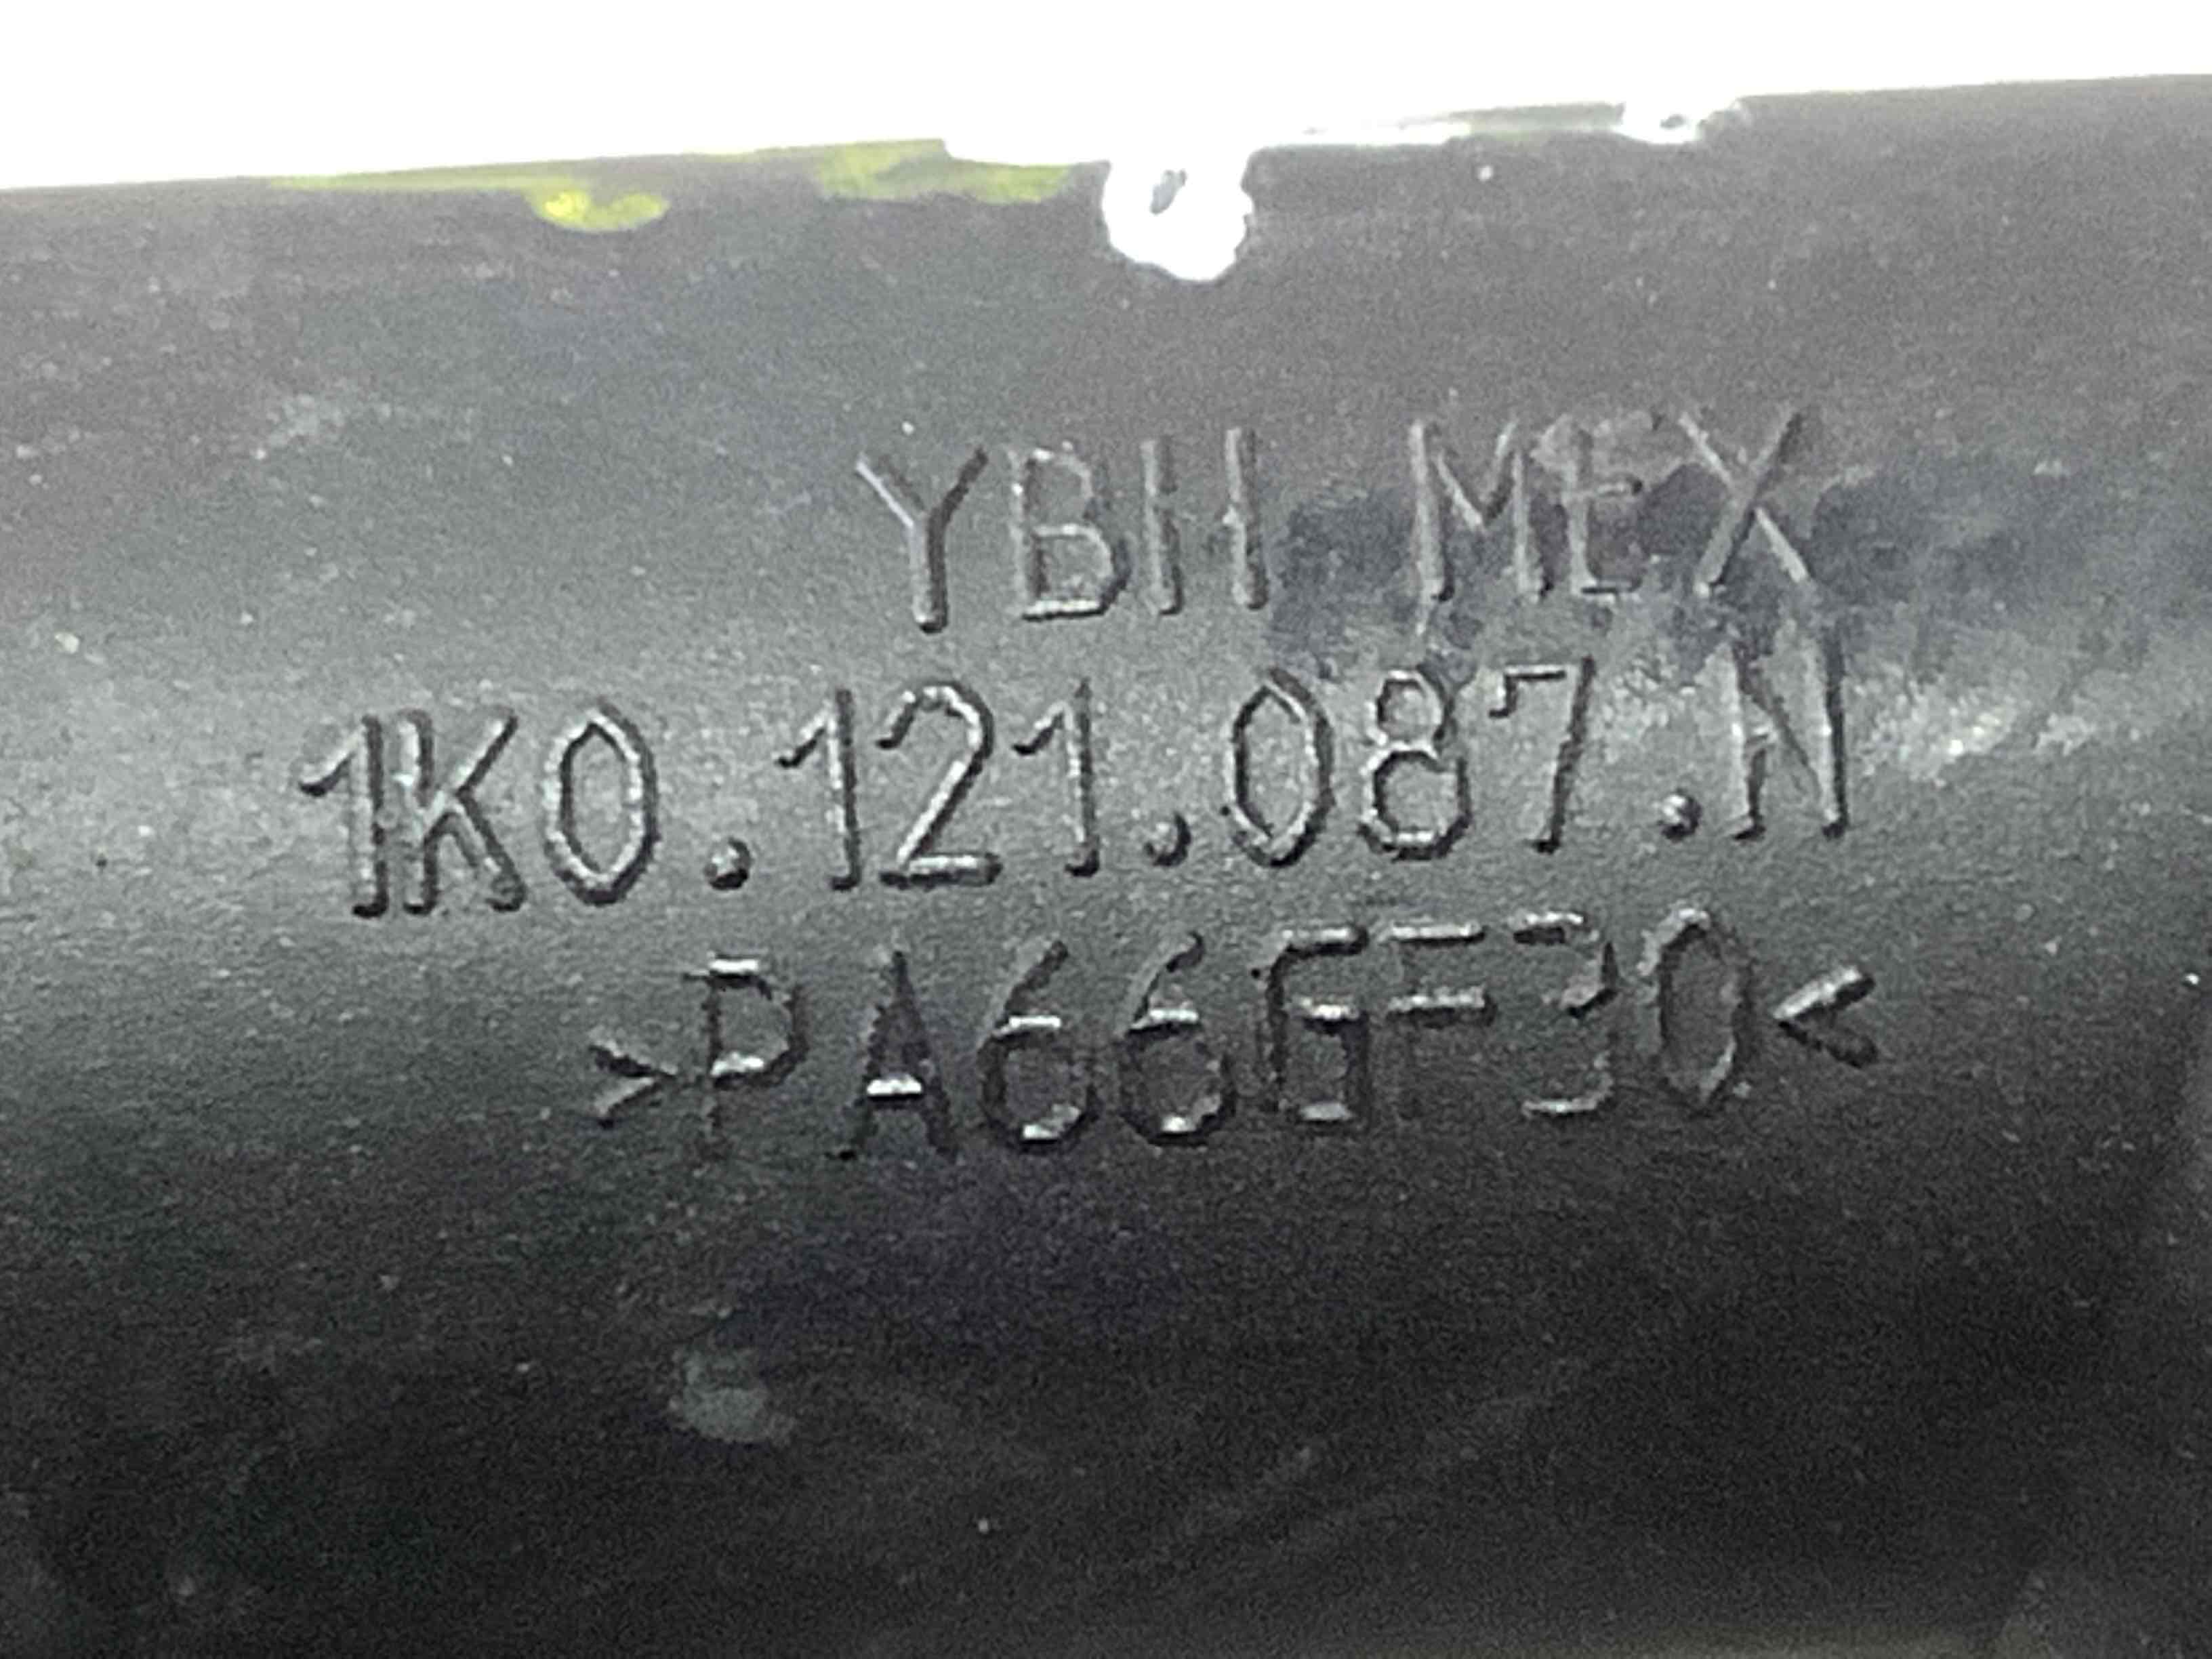 YBH MEX
1K0.121.087.N
>PA66GF30<